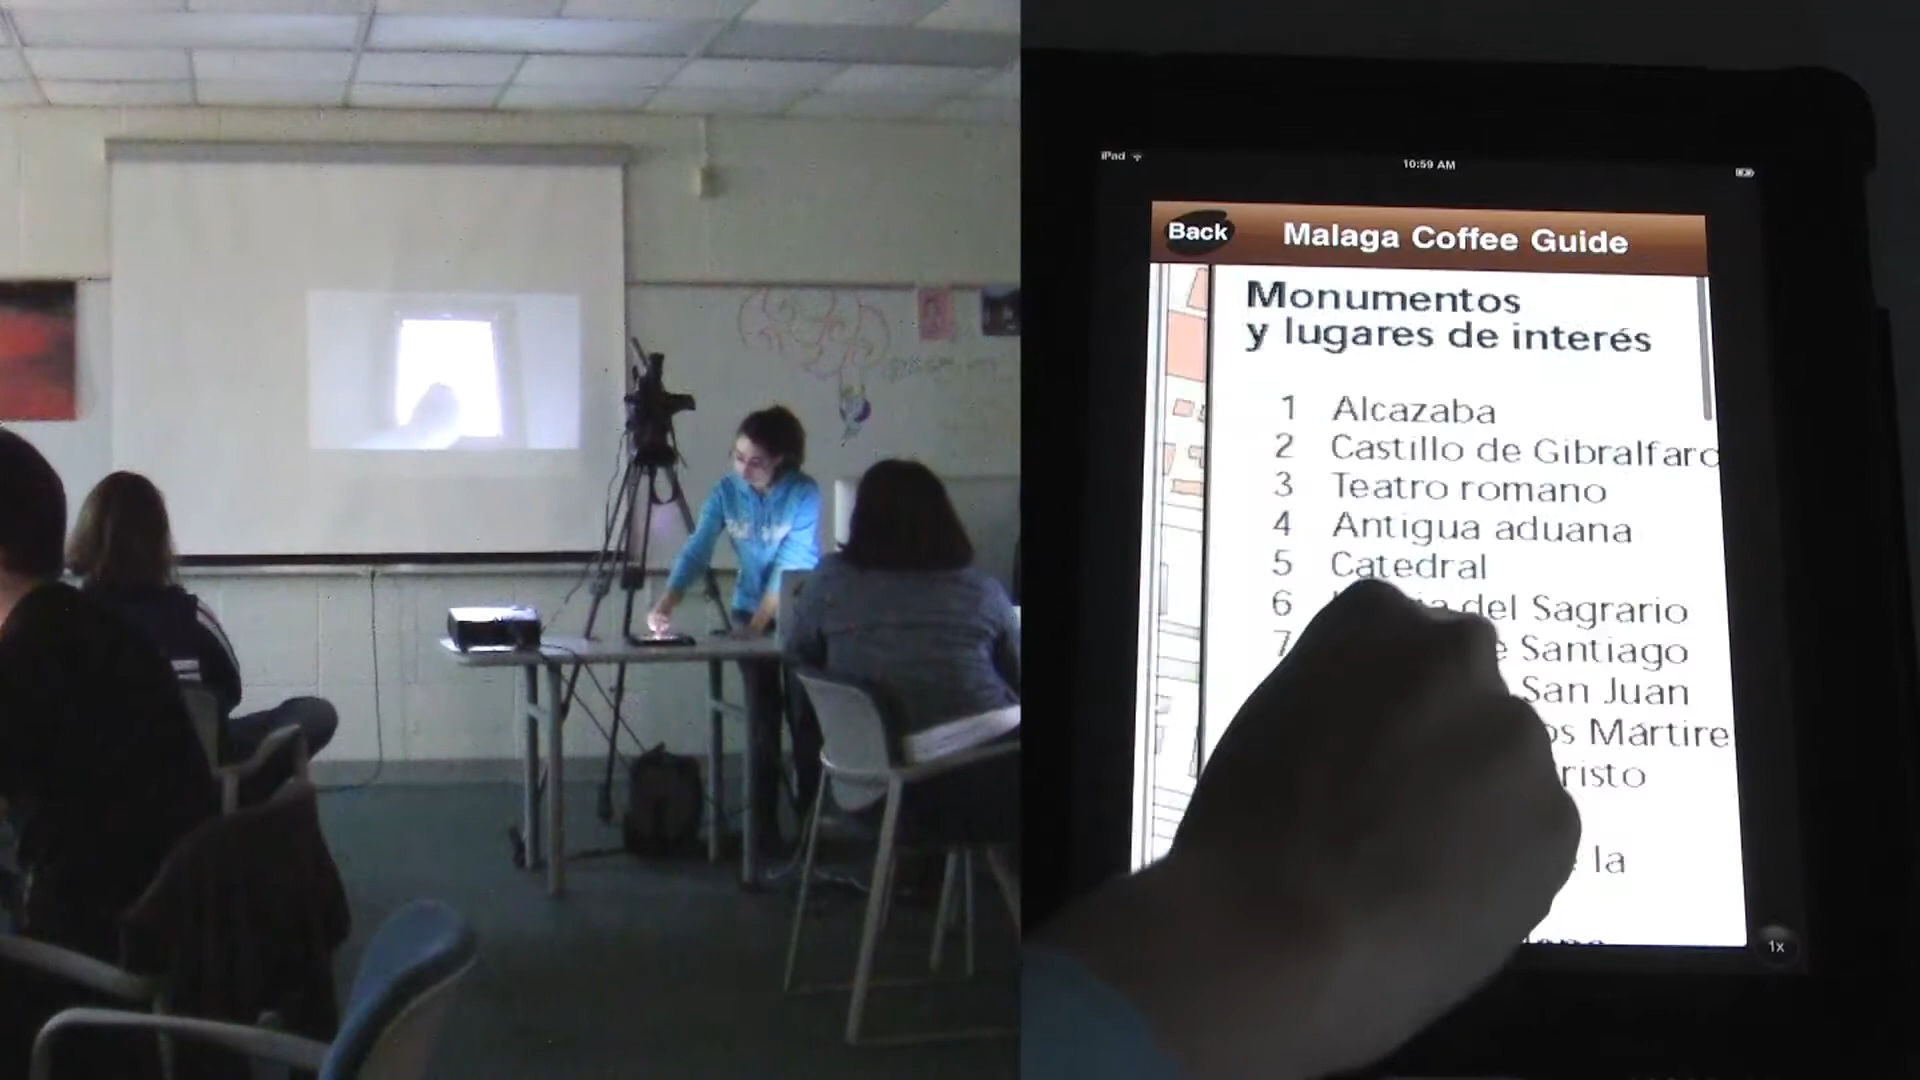 iPad
10:59 AM
Back
Malaga Coffee Guide
Monumentos
y lugares de interés
1 Alcazaba
2 Castillo de Gibralfaro
3 Teatro romano
4 Antigua aduana
5 Catedral
6 del Sagrario
7 Santiago
San Juan
Mártire
la
1x